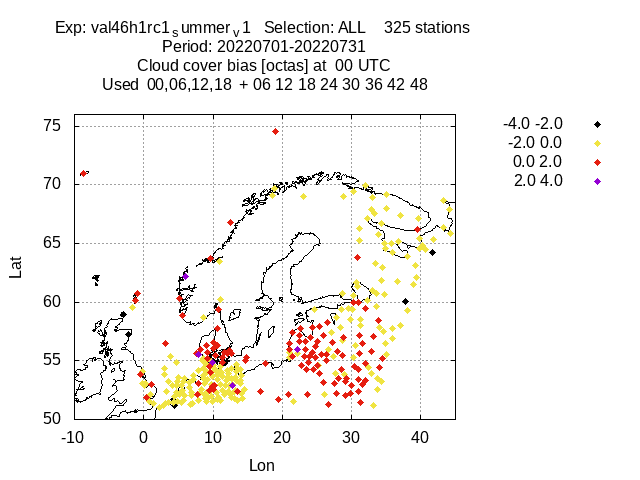 Exp: val46h1rc1summerv1 Selection: ALL 325 stations
Period: 20220701-20220731
Cloud cover bias [octas] at 00 UTC
Used 00,06,12,18 + 06 12 18 24 30 36 42 48
-4.0 -2.0
-2.0 0.0
0.0 2.0
2.0 4.0
75
70
65
60
55
50
Lat
-10 0 10 20 30 40
Lon